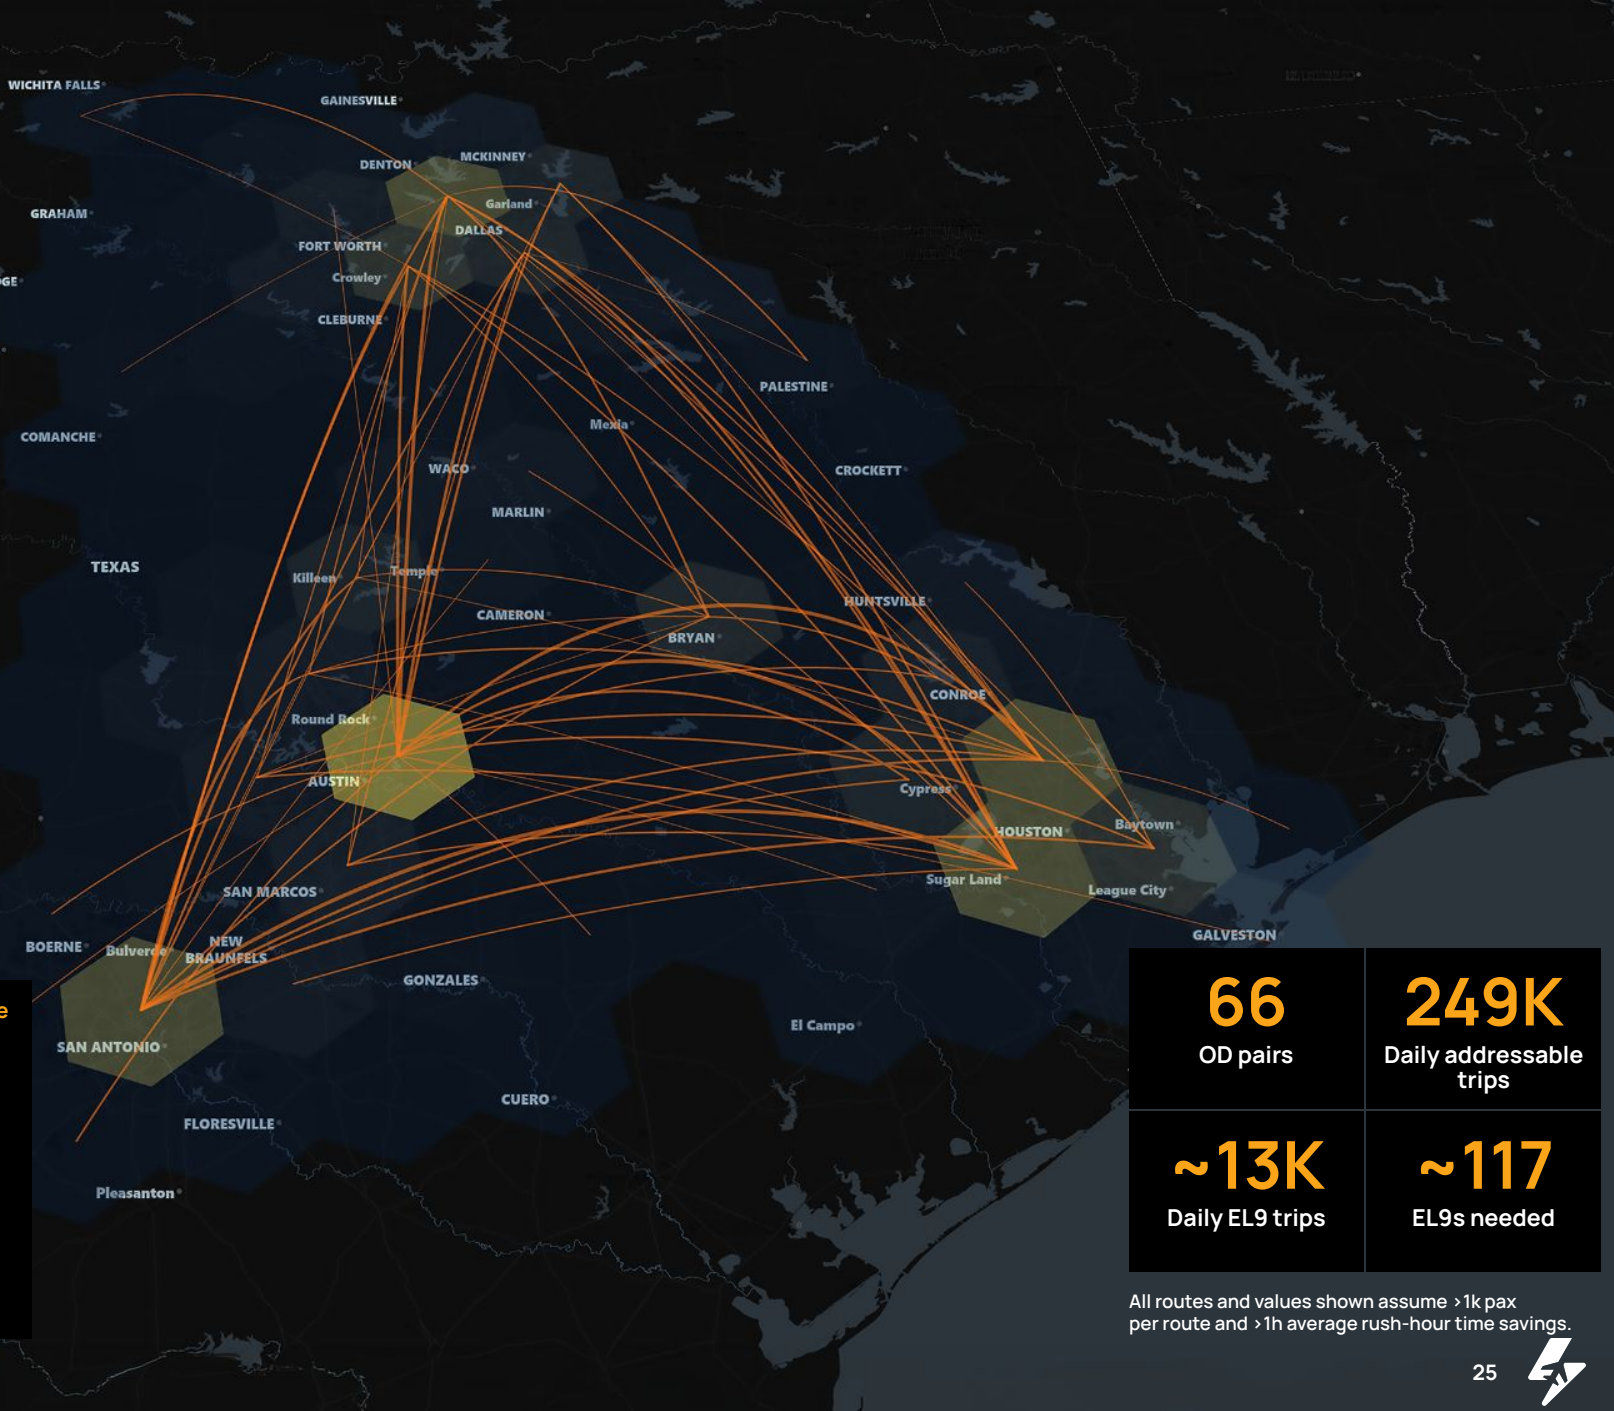 WICHITA FALLS
GAINESVILLE
DENTON
MCKINNEY
GRAHAM
Garland
DALLAS
FORT WORTH
Crowley
GE
CLEBURNE
PALESTINE
Mexia
COMANCHE
WACO
CROCKETT
MARLIN
TEXAS
Killeen
Temple
CAMERON
HUNTSVILLE
BRYAN
CONROE
Round Rock
AUSTIN
Cypress
HOUSTON
Baytown
Sugar Land
League City
SAN MARCOS
GALVESTON
BOERNE
Bulverde
NEW
BRAUNFELS
GONZALES
e
El Campo
SAN ANTONIO
CUERO
FLORESVILLE
Pleasanton
66
OD pairs
249K
Daily addressable
trips
~13K
Daily EL9 trips
~117
EL9s needed
All routes and values shown assume >1k pax
per route and >1h average rush-hour time savings.
25